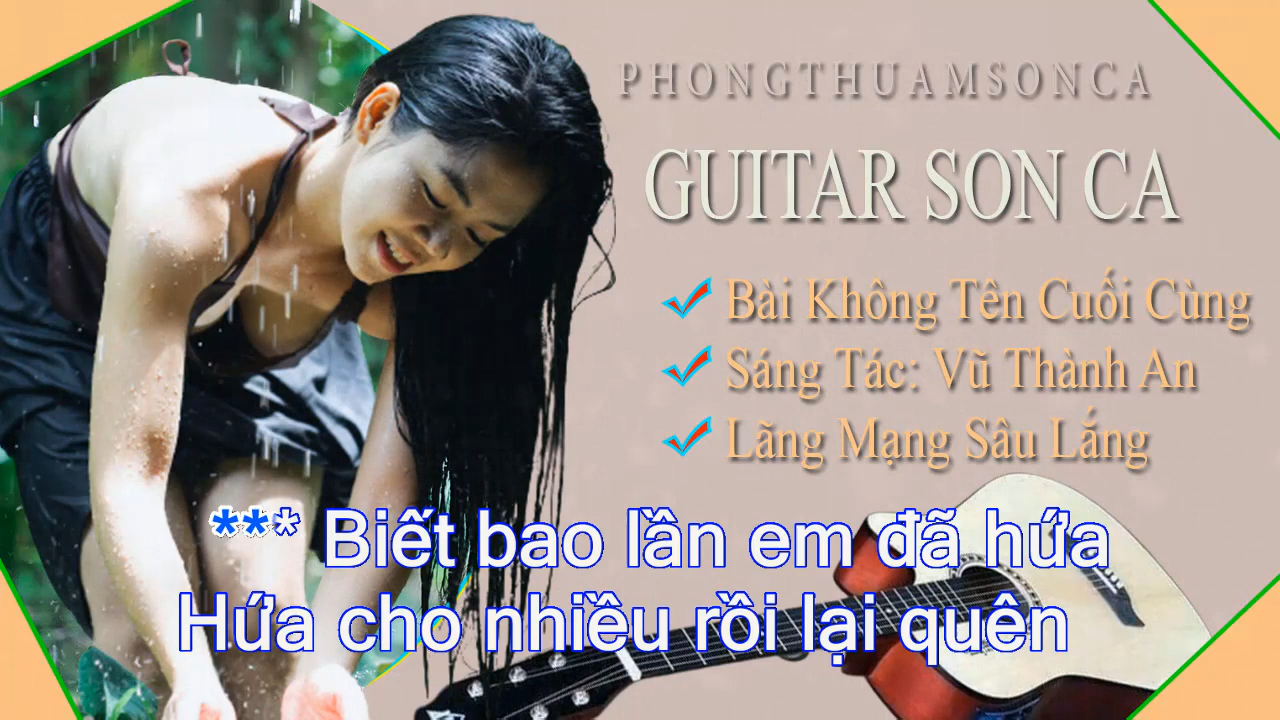 PHONGTHUAMSONCA
GUITAR SON CA
Bài Không Tên Cuối Cùng
Sáng Tác: Vũ Thành An
Lãng Mạng Sâu Lắng
*** Biết bao lần em đã hứa
Hứa cho nhiều rồi lại quên